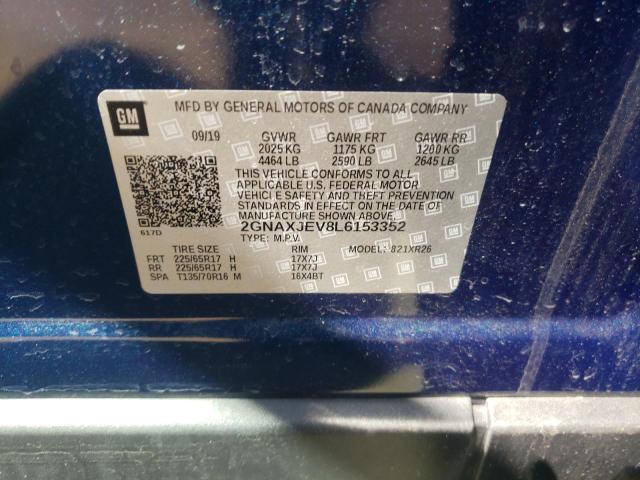 GM
MFD BY GENERAL MOTORS OF CANADA COMPANY
09/19 GVWR GAWR FRT GAWR RR
2025 KG 1175 KG 1200 KG
4464 LB 2590 LB 2645 LB
THIS VEHICLE CONFORMS TO ALL
APPLICABLE U.S. FEDERAL MOTOR
VEHICLE SAFETY AND THEFT PREVENTION
STANDARDS IN EFFECT ON THE DATE OF
MANUFACTURE SHOWN ABOVE.
617D 2GNAXJEV8L6153352
TYPE: M.P.V. MODEL: 821XR26
TIRE SIZE RIM
FRT 225/65R17 H 17X7J
RR 225/65R17 H 17X7J
SPA T135/70R16 M 16X4BT